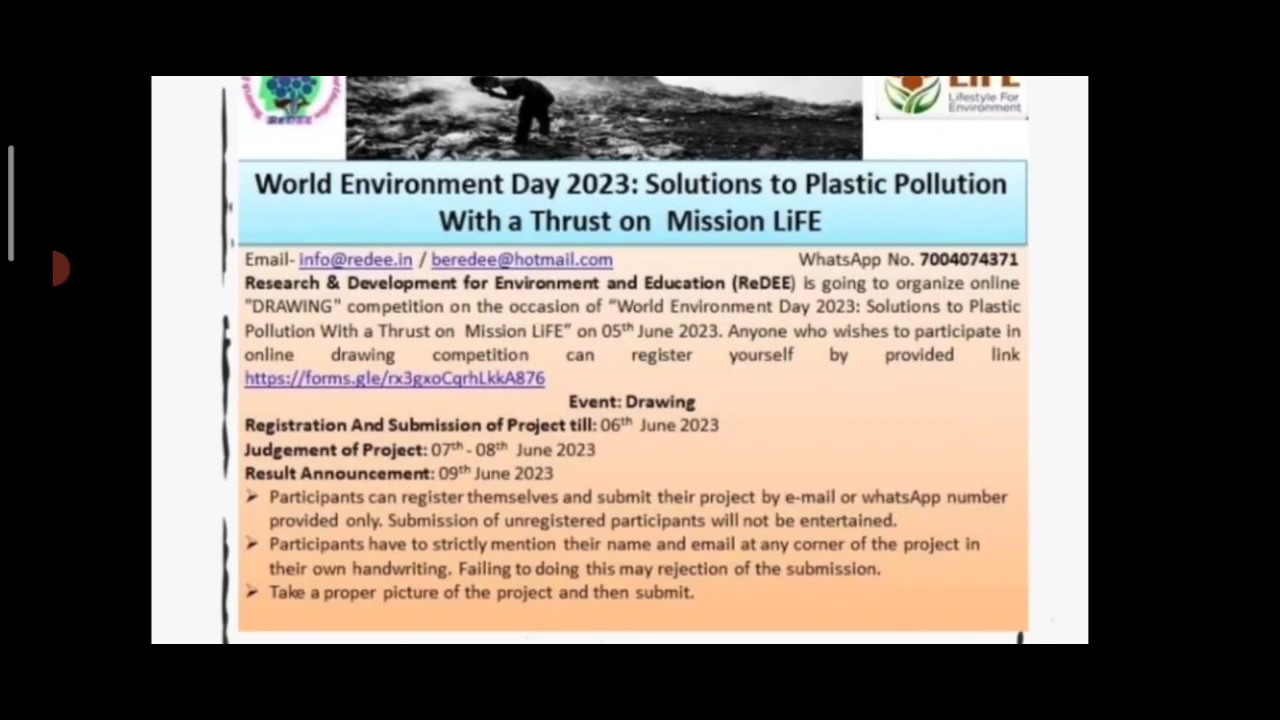 LiFE
Lifestyle For
Environment
World Environment Day 2023: Solutions to Plastic Pollution
With a Thrust on Mission LiFE
Email- info@redee.in / beredee@hotmail.com WhatsApp No. 7004074371
Research & Development for Environment and Education (ReDEE) is going to organize online
"DRAWING" competition on the occasion of “World Environment Day 2023: Solutions to Plastic
Pollution With a Thrust on Mission LiFE” on 05th June 2023. Anyone who wishes to participate in
online drawing competition can register yourself by provided link
https://forms.gle/rx3gxoCqrhLkkA876
Event: Drawing
Registration And Submission of Project till: 06th June 2023
Judgement of Project: 07th - 08th June 2023
Result Announcement: 09th June 2023
➢ Participants can register themselves and submit their project by e-mail or whatsApp number
provided only. Submission of unregistered participants will not be entertained.
➢ Participants have to strictly mention their name and email at any corner of the project in
their own handwriting. Failing to doing this may rejection of the submission.
➢ Take a proper picture of the project and then submit.